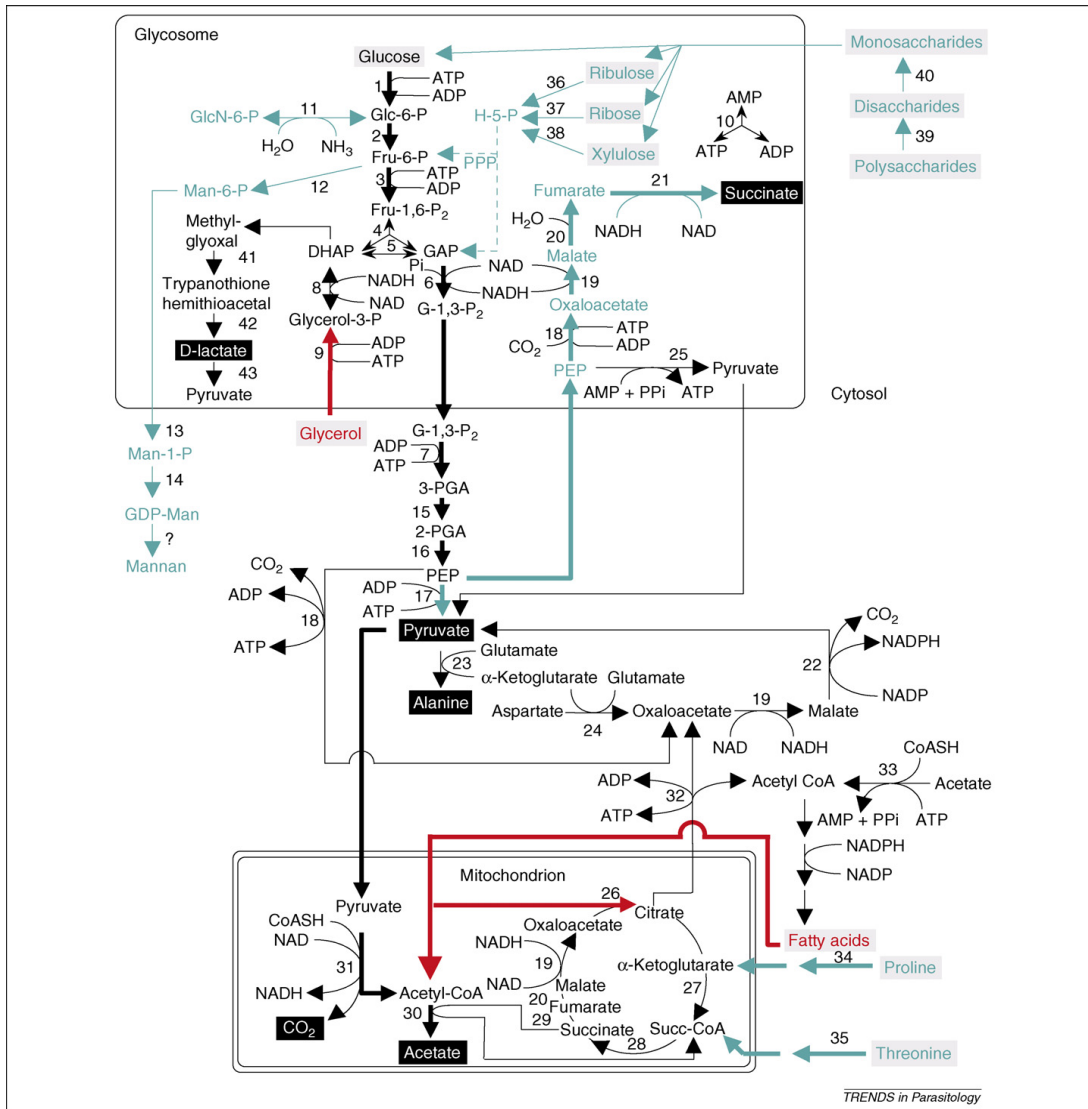 Glycosome
Glucose
Monosaccharides
1
ATP
ADP
36
Ribulose
40
GlcN-6-P
11
Glc-6-P
H-5-P
37
Ribose
AMP
10
ATP
ADP
Disaccharides
H2O
NH3
2
38
Xylulose
39
Fru-6-P
PPP
Polysaccharides
Man-6-P
12
3
ATP
ADP
Fumarate
21
Succinate
Fru-1,6-P2
H2O
20
NADH
NAD
Methyl-
glyoxal
4
5
DHAP
GAP
Malate
41
Pi
6
NAD
NADH
19
Trypanothione
hemithioacetal
8
NADH
NAD
G-1,3-P2
Oxaloacetate
42
Glycerol-3-P
CO2
18
ATP
ADP
D-lactate
9
ADP
ATP
PEP
25
Pyruvate
43
AMP + PPi
ATP
Pyruvate
Cytosol
Glycerol
G-1,3-P2
13
ADP
ATP
7
Man-1-P
14
3-PGA
15
GDP-Man
2-PGA
?
16
Mannan
CO2
PEP
ADP
ADP
17
ATP
18
ATP
Pyruvate
CO2
Glutamate
NADPH
23
α-Ketoglutarate
Glutamate
22
Alanine
NADP
Aspartate
24
Oxaloacetate
19
Malate
NAD
NADH
CoASH
ADP
32
Acetyl CoA
33
Acetate
ATP
AMP + PPi
ATP
NADPH
NADP
Mitochondrion
Pyruvate
26
Citrate
CoASH
Oxaloacetate
NAD
NADH
Fatty acids
31
19
α-Ketoglutarate
34
Proline
NADH
NAD
Malate
27
Acetyl-CoA
20
Fumarate
30
29
CO2
Succinate
Succ-CoA
28
35
Acetate
Threonine
TRENDS in Parasitology